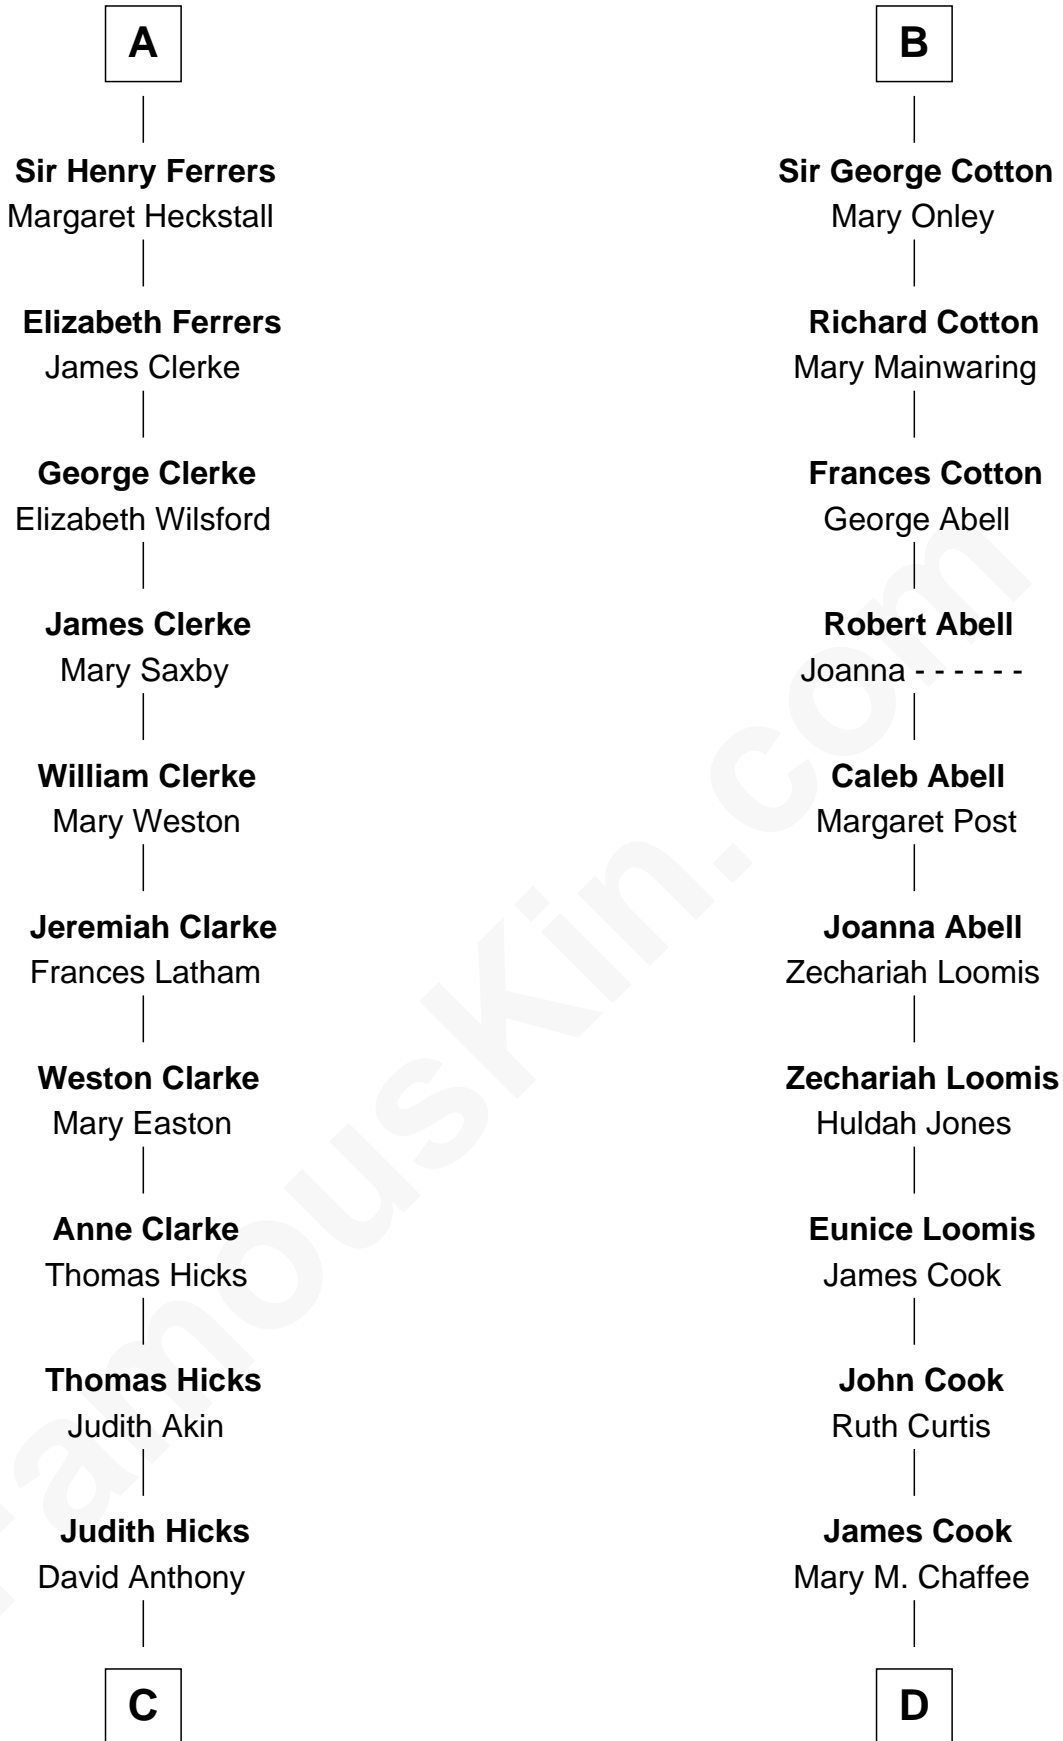 A
Sir Henry Ferrers
Margaret Heckstall
Elizabeth Ferrers
James Clerke
George Clerke
Elizabeth Wilsford
James Clerke
Mary Saxby
William Clerke
Mary Weston
Jeremiah Clarke
Frances Latham
Weston Clarke
Mary Easton
Anne Clarke
Thomas Hicks
Thomas Hicks
Judith Akin
Judith Hicks
David Anthony
C
B
Sir George Cotton
Mary Onley
Richard Cotton
Mary Mainwaring
Frances Cotton
George Abell
Robert Abell
Joanna - - - - - -
Caleb Abell
Margaret Post
Joanna Abell
Zechariah Loomis
Zechariah Loomis
Huldah Jones
Eunice Loomis
James Cook
John Cook
Ruth Curtis
James Cook
Mary M. Chaffee
D
FamousKin.com